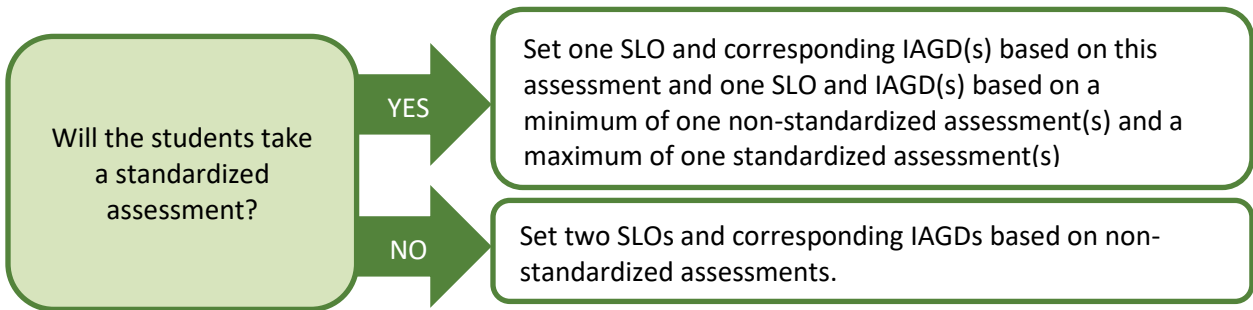 Will the students take
a standardized
assessment?
YES
Set one SLO and corresponding IAGD(s) based on this
assessment and one SLO and IAGD(s) based on a
minimum of one non-standardized assessment(s) and a
maximum of one standardized assessment(s)
NO
Set two SLOs and corresponding IAGDs based on non-
standardized assessments.